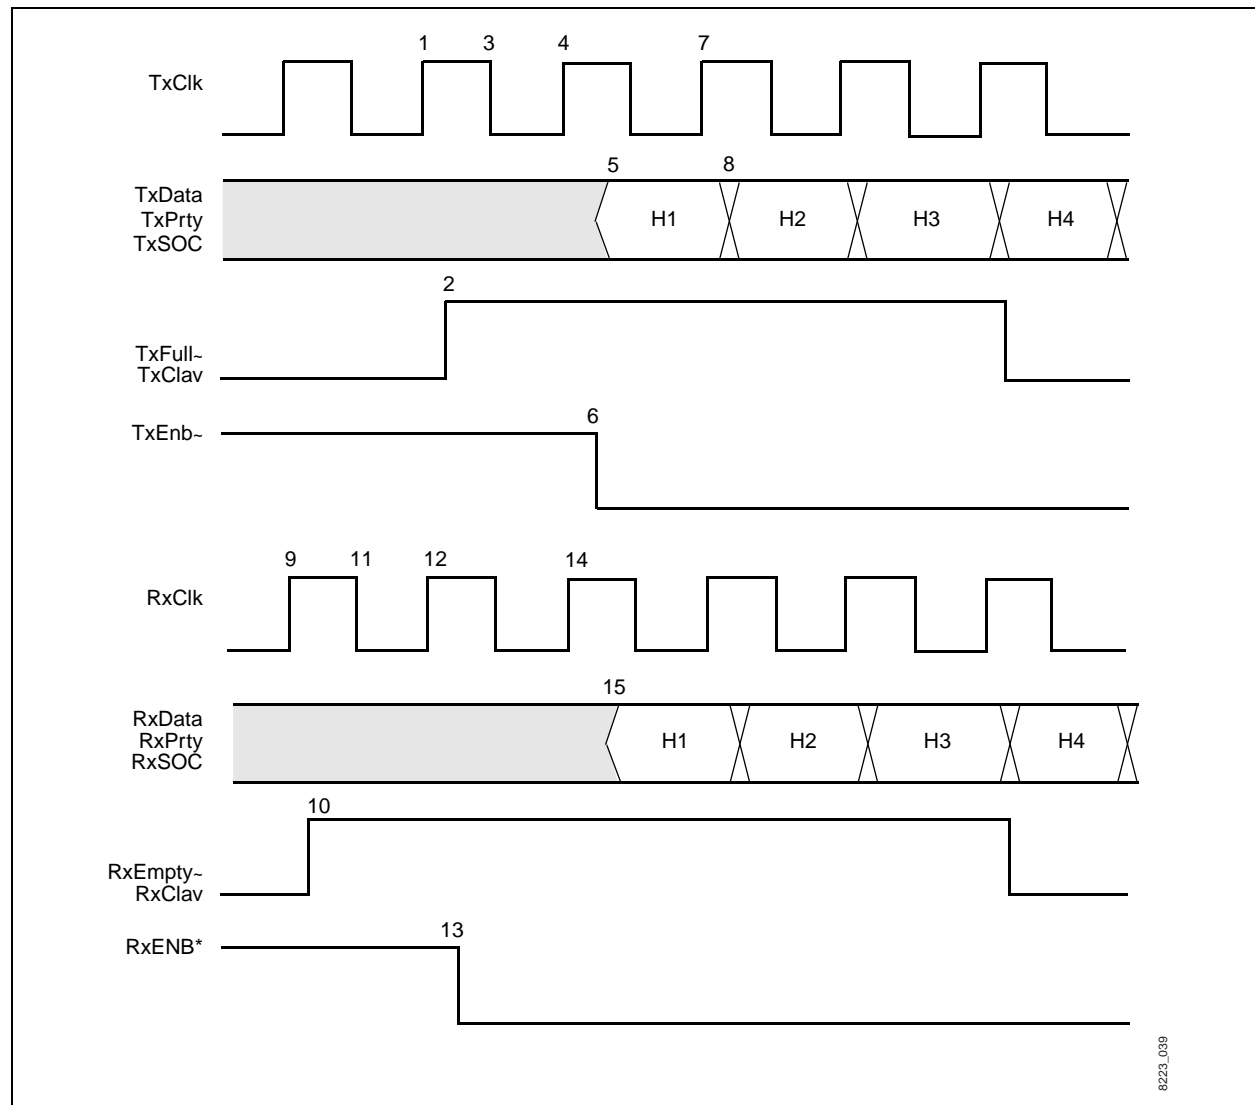 1 3 4 7
TxClk
5 8
TxData
TxPrty
TxSOC
H1 H2 H3 H4
2
TxFull~
TxClav
6
TxEnb~
9 11 12 14
RxClk
15
RxData
RxPrty
RxSOC
H1 H2 H3 H4
10
RxEmpty~
RxClav
13
RxENB*
8223_039